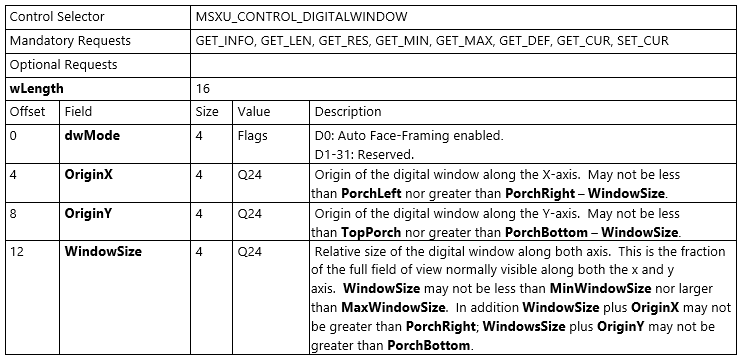 Control Selector MSXU_CONTROL_DIGITALWINDOW
Mandatory Requests GET_INFO, GET_LEN, GET_RES, GET_MIN, GET_MAX, GET_DEF, GET_CUR, SET_CUR
Optional Requests
wLength 16
Offset Field Size Value Description
0 dwMode 4 Flags D0: Auto Face-Framing enabled.
D1-31: Reserved.
4 OriginX 4 Q24 Origin of the digital window along the X-axis. May not be less
than PorchLeft nor greater than PorchRight – WindowSize.
8 OriginY 4 Q24 Origin of the digital window along the Y-axis. May not be less
than TopPorch nor greater than PorchBottom – WindowSize.
12 WindowSize 4 Q24 Relative size of the digital window along both axis. This is the fraction
of the full field of view normally visible along both the x and y
axis. WindowSize may not be less than MinWindowSize nor larger
than MaxWindowSize. In addition WindowSize plus OriginX may not
be greater than PorchRight; WindowsSize plus OriginY may not be
greater than PorchBottom.